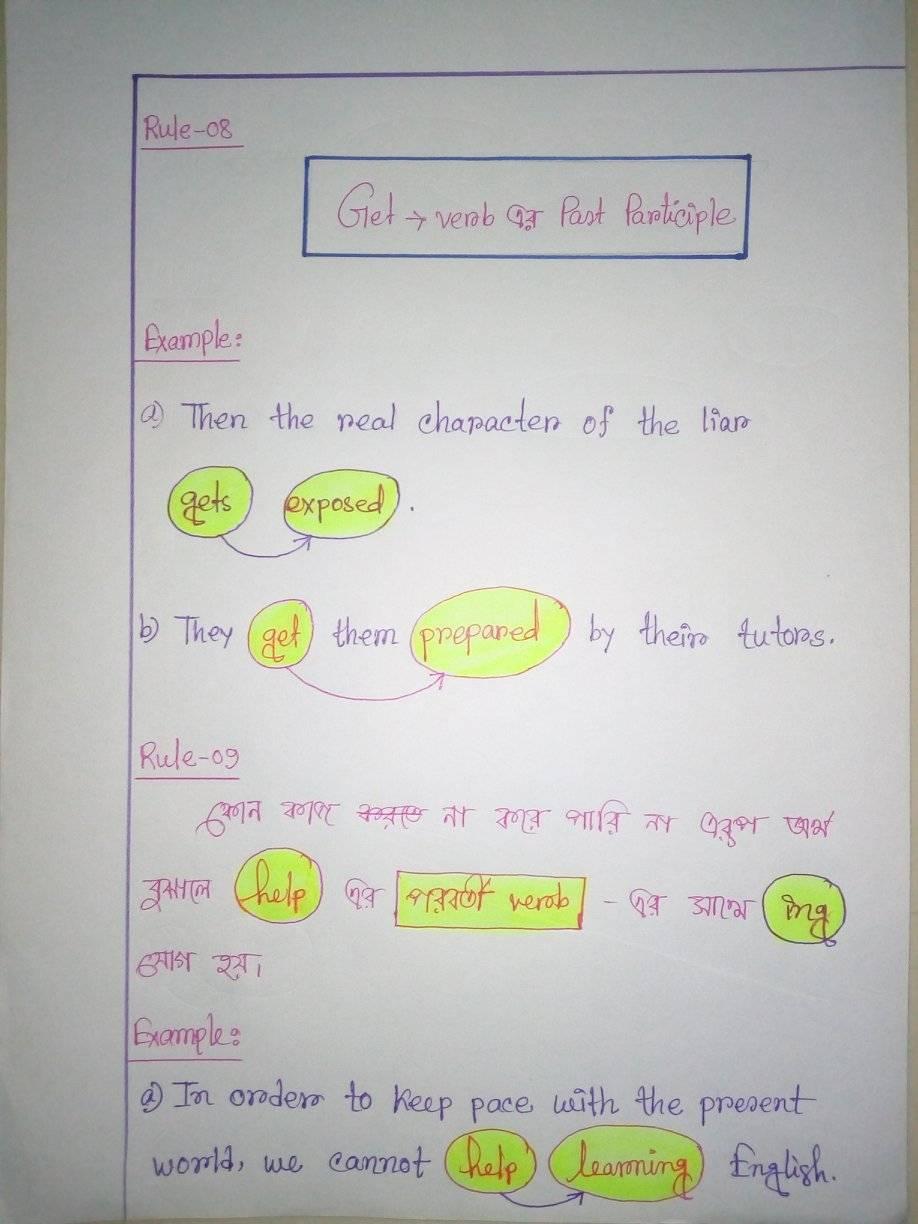 Rule-08
Get → verb এর Past Participle
Example:
a) Then the real character of the liar
gets exposed.
b) They get them prepared by their tutors.
Rule-09
কোন কাজ করতে না করে পারি না এরুপ অর্থ
বুঝালে help এর পরবর্তী verb - এর সাথে ing
যোগ হয়।
Example:
a) In order to keep pace with the present
world, we cannot help learning English.